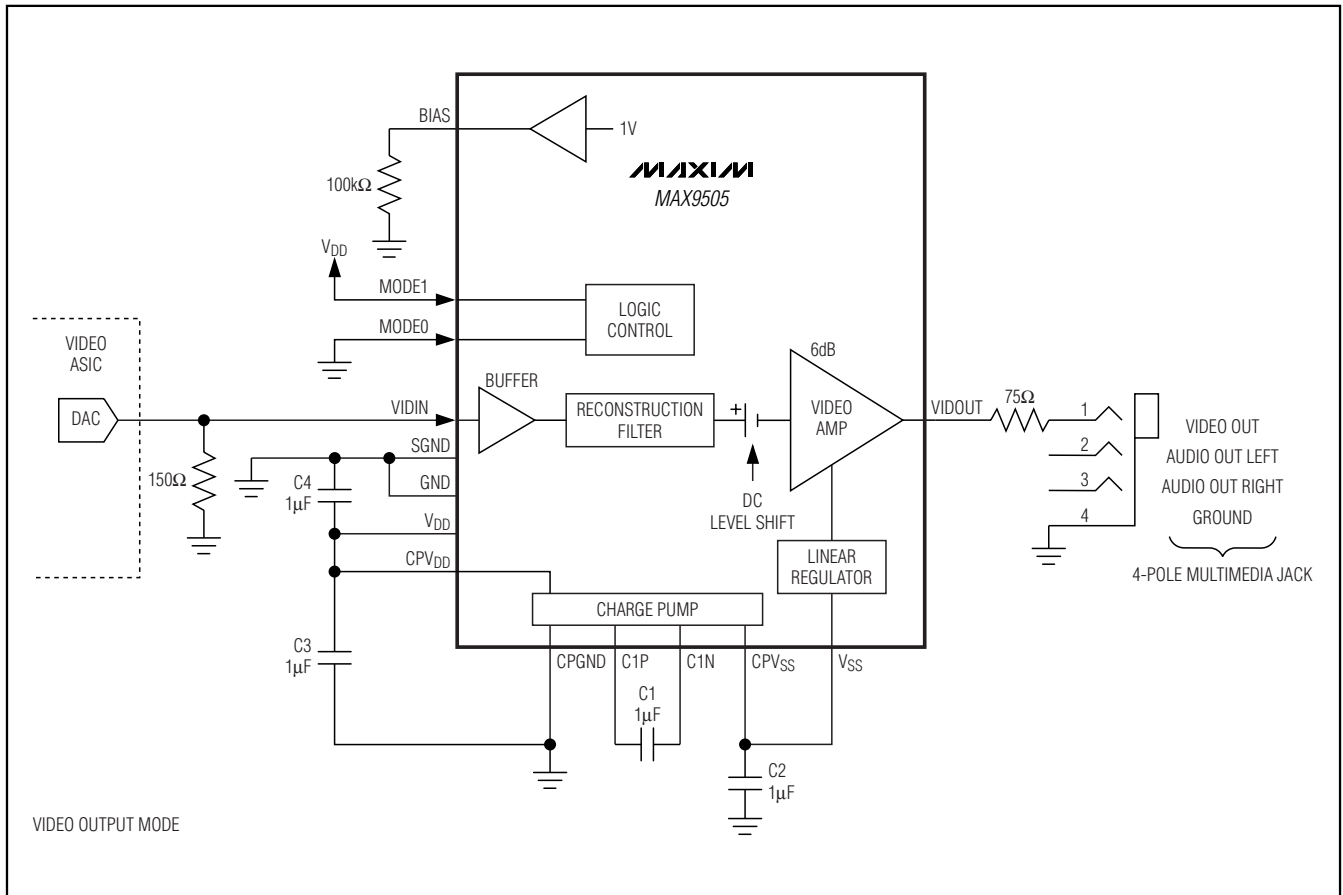 BIAS
1V
MAXIM
MAX9505
100kΩ
VDD
MODE1
MODE0
LOGIC
CONTROL
VIDEO
ASIC
DAC
VIDIN
BUFFER
RECONSTRUCTION
FILTER
+
DC
LEVEL SHIFT
6dB
VIDEO
AMP
VIDOUT
75Ω
1
2
3
4
VIDEO OUT
AUDIO OUT LEFT
AUDIO OUT RIGHT
GROUND
4-POLE MULTIMEDIA JACK
150Ω
SGND
GND
C4
1µF
VDD
CPVDD
LINEAR
REGULATOR
CHARGE PUMP
C3
1µF
CPGND
C1P
C1N
CPVSS
VSS
C1
1µF
C2
1µF
VIDEO OUTPUT MODE